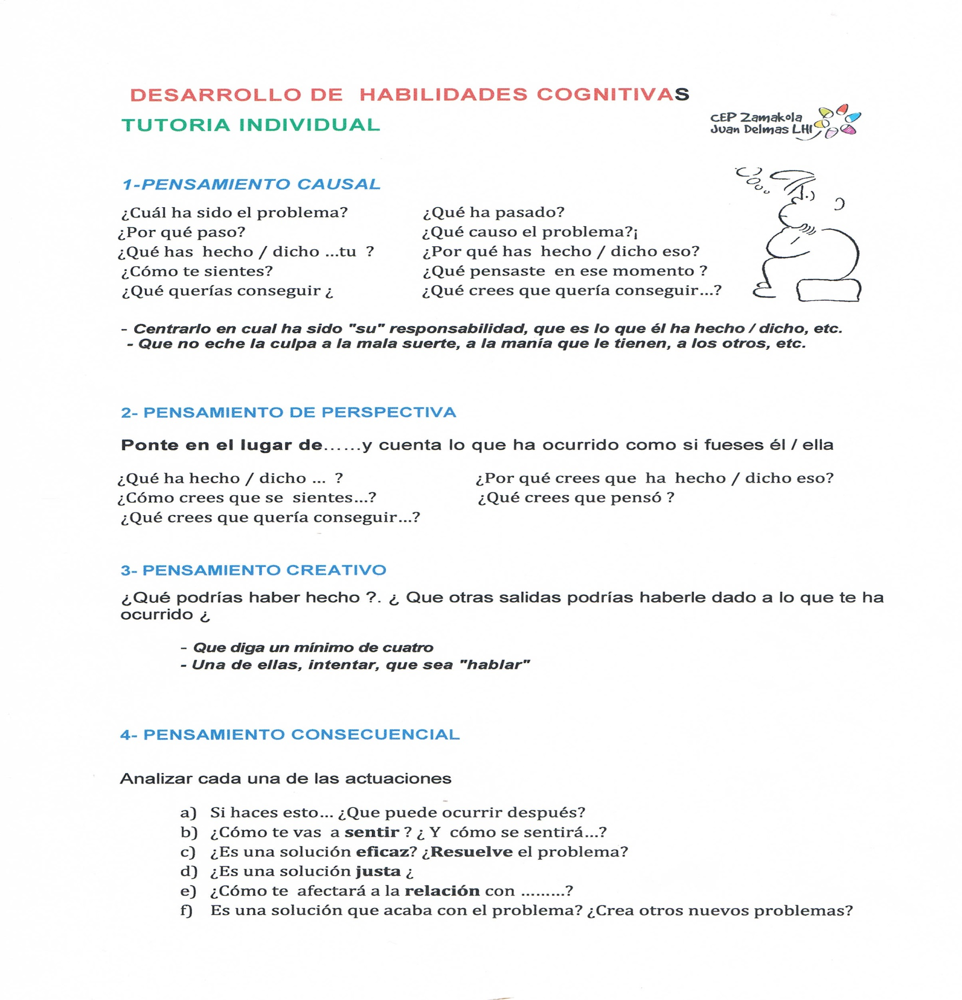 DESARROLLO DE HABILIDADES COGNITIVAS
TUTORIA INDIVIDUAL
CEP Zamakola
Juan Delmas LHI
1-PENSAMIENTO CAUSAL
¿Cuál ha sido el problema? ¿Qué ha pasado?
¿Por qué paso? ¿Qué causo el problema?¡
¿Qué has hecho / dicho ...tu ? ¿Por qué has hecho / dicho eso?
¿Cómo te sientes? ¿Qué pensaste en ese momento ?
¿Qué querías conseguir ¿ ¿Qué crees que quería conseguir...?
- Centrarlo en cual ha sido "su" responsabilidad, que es lo que él ha hecho / dicho, etc.
- Que no eche la culpa a la mala suerte, a la manía que le tienen, a los otros, etc.
2- PENSAMIENTO DE PERSPECTIVA
Ponte en el lugar de......y cuenta lo que ha ocurrido como si fueses él / ella
¿Qué ha hecho / dicho ... ? ¿Por qué crees que ha hecho / dicho eso?
¿Cómo crees que se sientes...? ¿Qué crees que pensó ?
¿Qué crees que quería conseguir...?
3- PENSAMIENTO CREATIVO
¿Qué podrías haber hecho ?. ¿ Que otras salidas podrías haberle dado a lo que te ha
ocurrido ¿
- Que diga un mínimo de cuatro
- Una de ellas, intentar, que sea "hablar"
4- PENSAMIENTO CONSECUENCIAL
Analizar cada una de las actuaciones
a) Si haces esto... ¿Que puede ocurrir después?
b) ¿Cómo te vas a sentir ? ¿ Y cómo se sentirá...?
c) ¿Es una solución eficaz? ¿Resuelve el problema?
d) ¿Es una solución justa ¿
e) ¿Cómo te afectará a la relación con .........?
f) Es una solución que acaba con el problema? ¿Crea otros nuevos problemas?